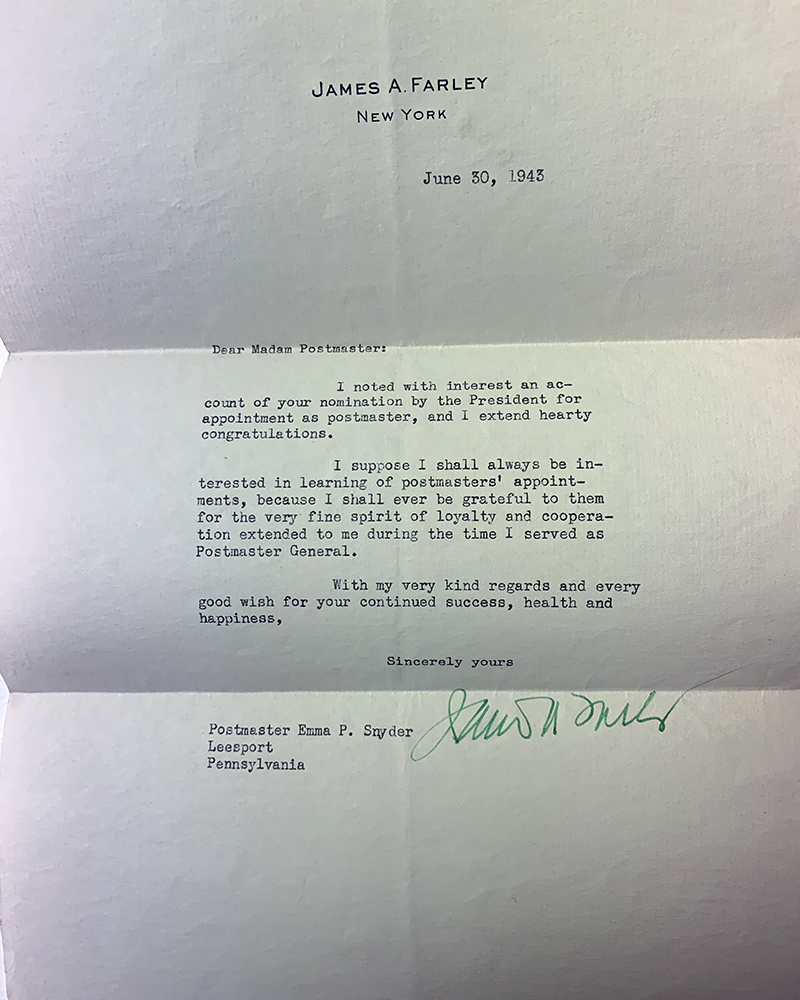 JAMES A. FARLEY
NEW YORK
June 30, 1943
Dear Madam Postmaster:
I noted with interest an ac-
count of your nomination by the President for
appointment as postmaster, and I extend hearty
congratulations.
I suppose I shall always be in-
terested in learning of postmasters' appoint-
ments, because I shall ever be grateful to them
for the very fine spirit of loyalty and coopera-
tion extended to me during the time I served as
Postmaster General.
With my very kind regards and every
good wish for your continued success, health and
happiness,
Sincerely yours
James A. Farley
Postmaster Emma P. Snyder
Leesport
Pennsylvania